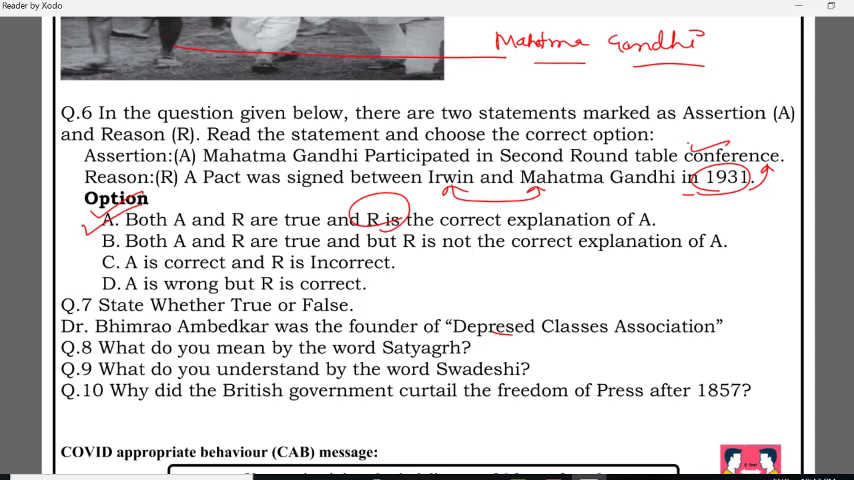 Reader by Xodo
Mahatma Gandhi
Q.6 In the question given below, there are two statements marked as Assertion (A)
and Reason (R). Read the statement and choose the correct option:
Assertion:(A) Mahatma Gandhi Participated in Second Round table conference.
Reason:(R) A Pact was signed between Irwin and Mahatma Gandhi in 1931.
Option
A. Both A and R are true and R is the correct explanation of A.
B. Both A and R are true and but R is not the correct explanation of A.
C. A is correct and R is Incorrect.
D. A is wrong but R is correct.
Q.7 State Whether True or False.
Dr. Bhimrao Ambedkar was the founder of “Depresed Classes Association”
Q.8 What do you mean by the word Satyagrh?
Q.9 What do you understand by the word Swadeshi?
Q.10 Why did the British government curtail the freedom of Press after 1857?
COVID appropriate behaviour (CAB) message: